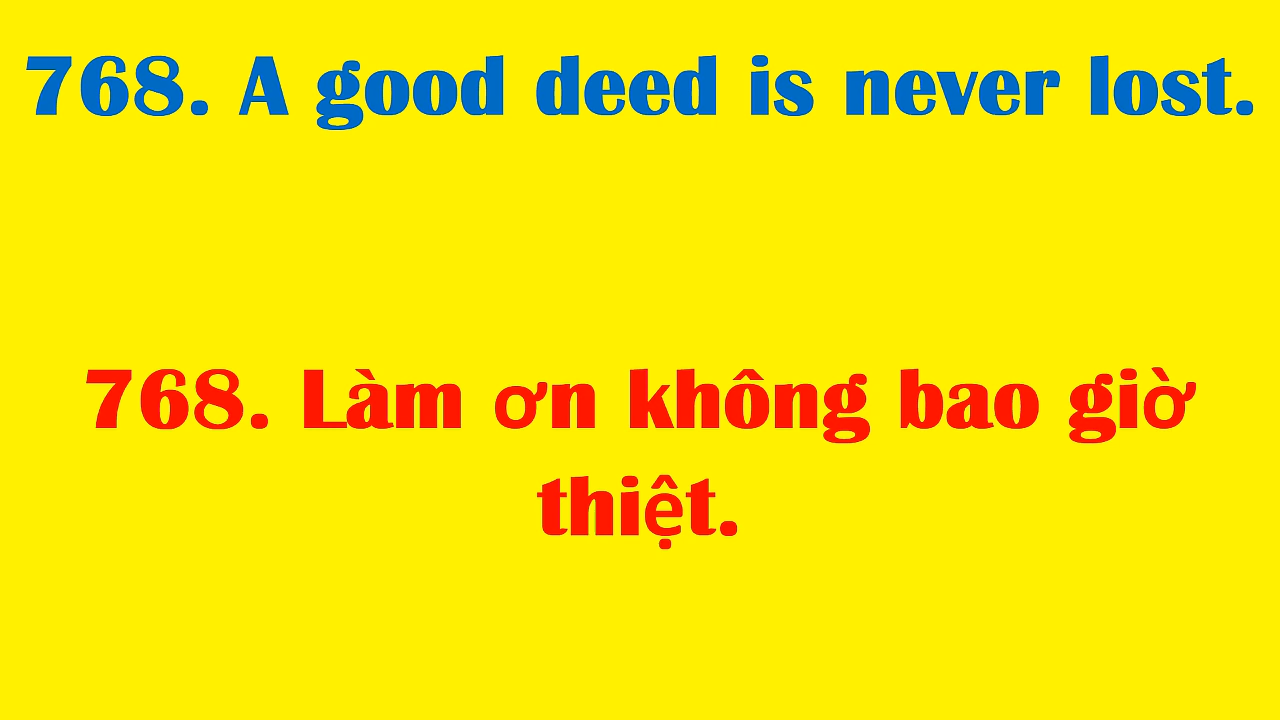 768. A good deed is never lost.
768. Làm ơn không bao giờ
thiệt.